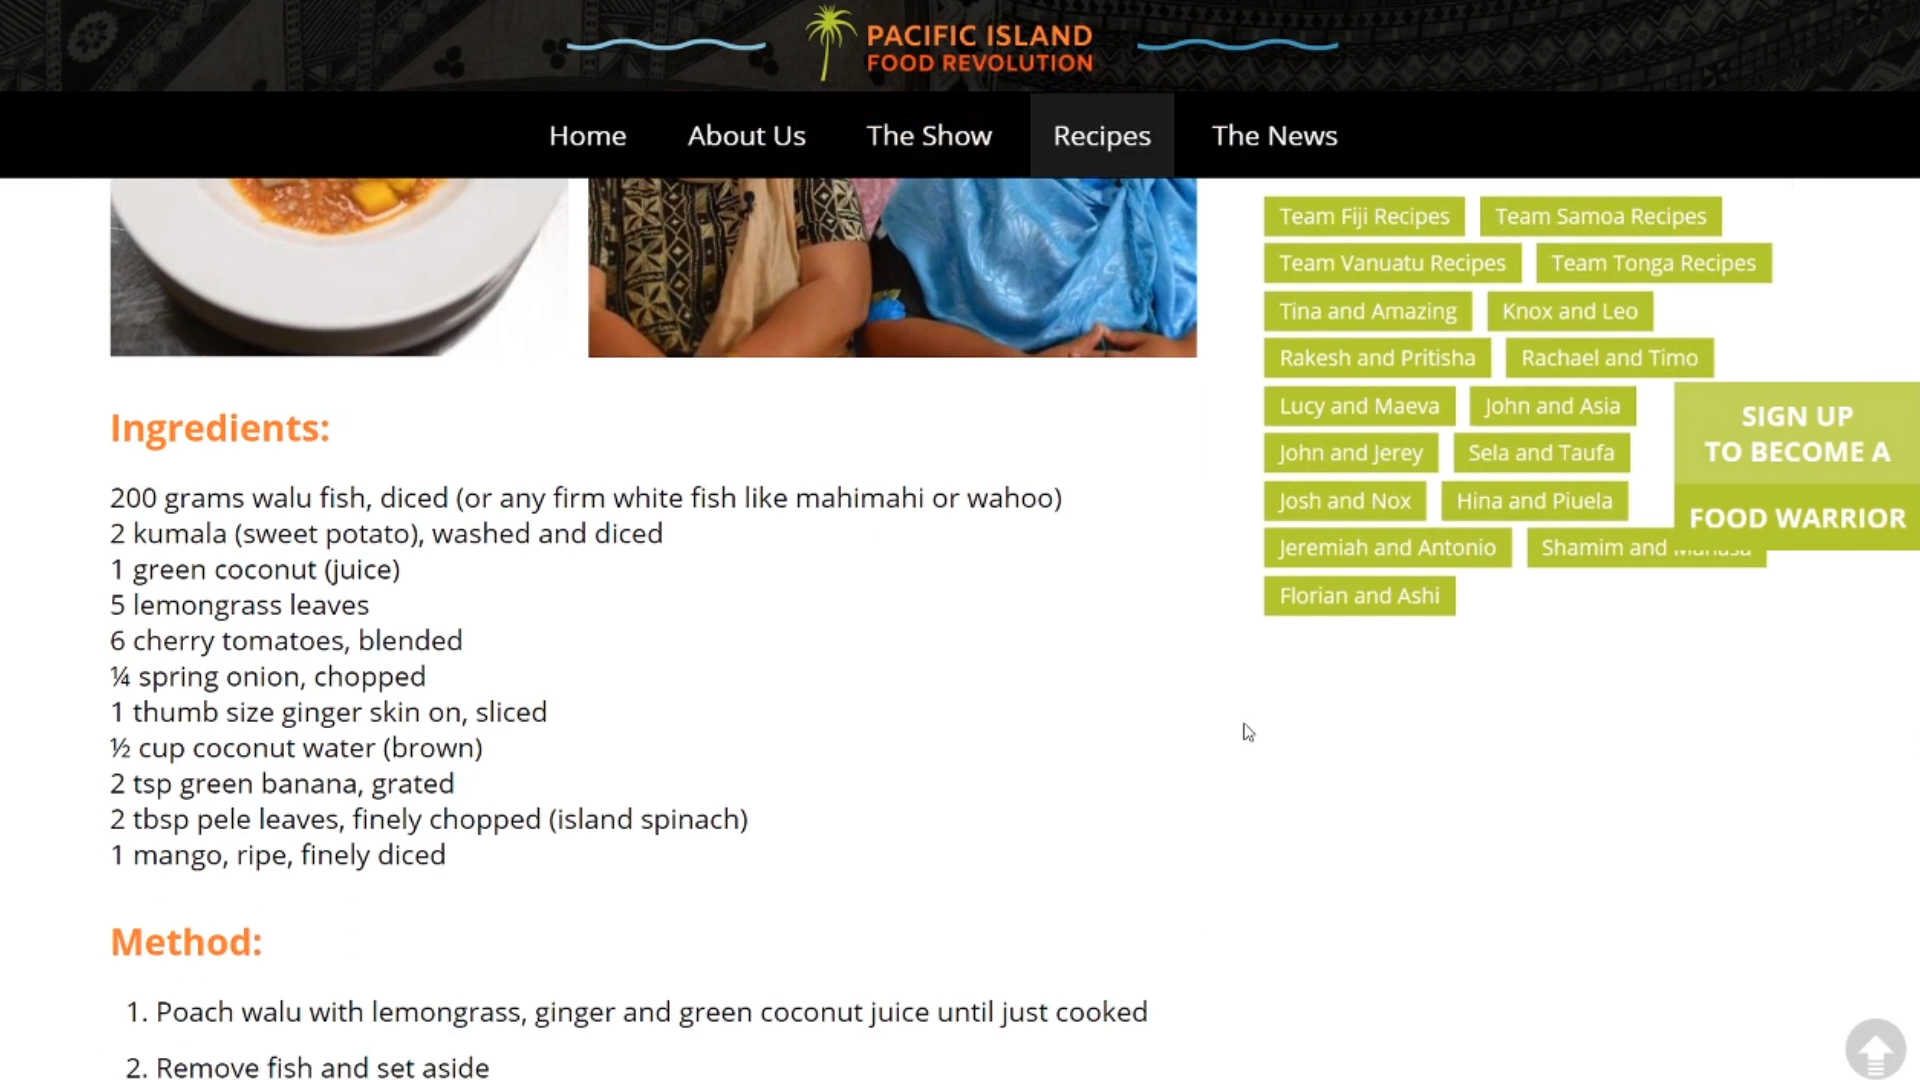 PACIFIC ISLAND
FOOD REVOLUTION
Home About Us The Show Recipes The News
Team Fiji Recipes Team Samoa Recipes
Team Vanuatu Recipes Team Tonga Recipes
Tina and Amazing Knox and Leo
Rakesh and Pritisha Rachael and Timo
Lucy and Maeva John and Asia
John and Jerey Sela and Taufa
Josh and Nox Hina and Piuela
Jeremiah and Antonio Shamim and
Florian and Ashi
SIGN UP
TO BECOME A
FOOD WARRIOR
Ingredients:
200 grams walu fish, diced (or any firm white fish like mahimahi or wahoo)
2 kumala (sweet potato), washed and diced
1 green coconut (juice)
5 lemongrass leaves
6 cherry tomatoes, blended
¼ spring onion, chopped
1 thumb size ginger skin on, sliced
½ cup coconut water (brown)
2 tsp green banana, grated
2 tbsp pele leaves, finely chopped (island spinach)
1 mango, ripe, finely diced
Method:
1. Poach walu with lemongrass, ginger and green coconut juice until just cooked
2. Remove fish and set aside